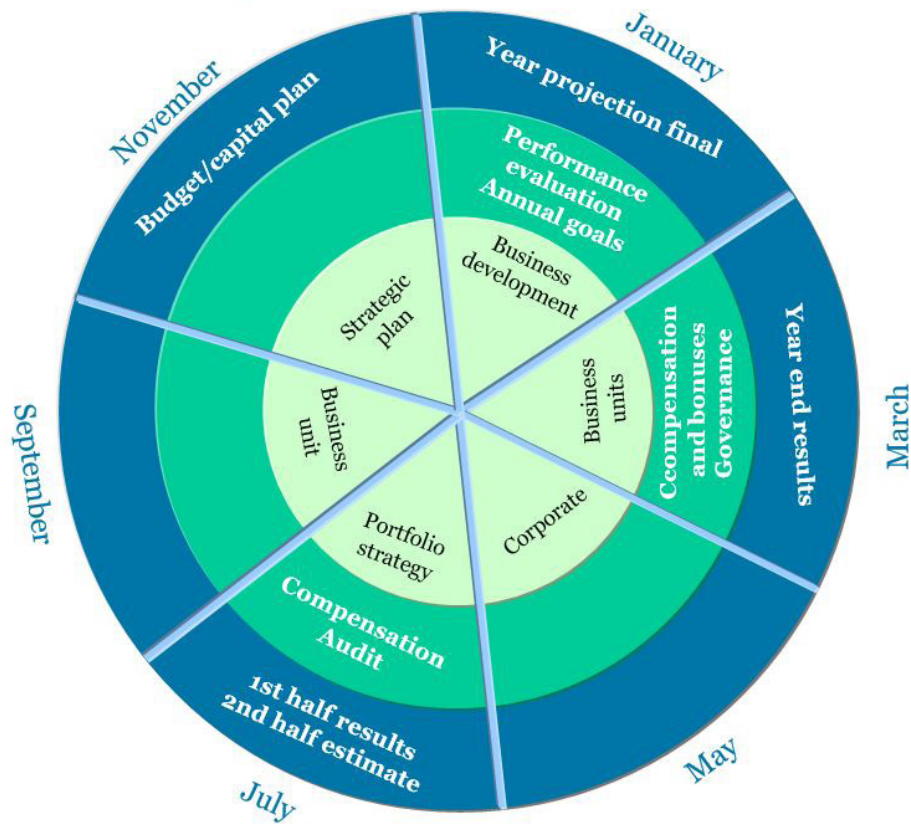 January
Year projection final
Performance
evaluation
Annual goals
Business
development
March
Year end results
Ccompensation
and bonuses
Governance
Business
units
May
Corporate
July
1st half results
2nd half estimate
Compensation
Audit
Portfolio
strategy
September
Business
unit
November
Budget/capital plan
Strategic
plan